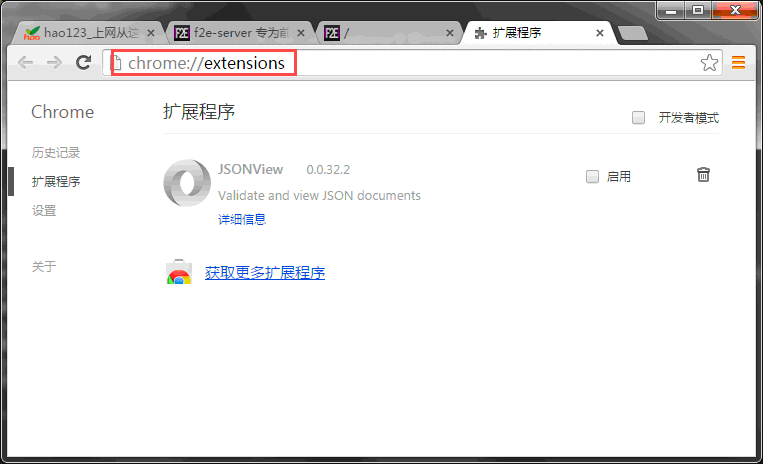 hao123_上网从这
f2e-server 专为前
/
扩展程序
chrome://extensions
Chrome
历史记录
扩展程序
设置
关于
扩展程序
开发者模式
JSONView 0.0.32.2
启用
Validate and view JSON documents
详细信息
获取更多扩展程序